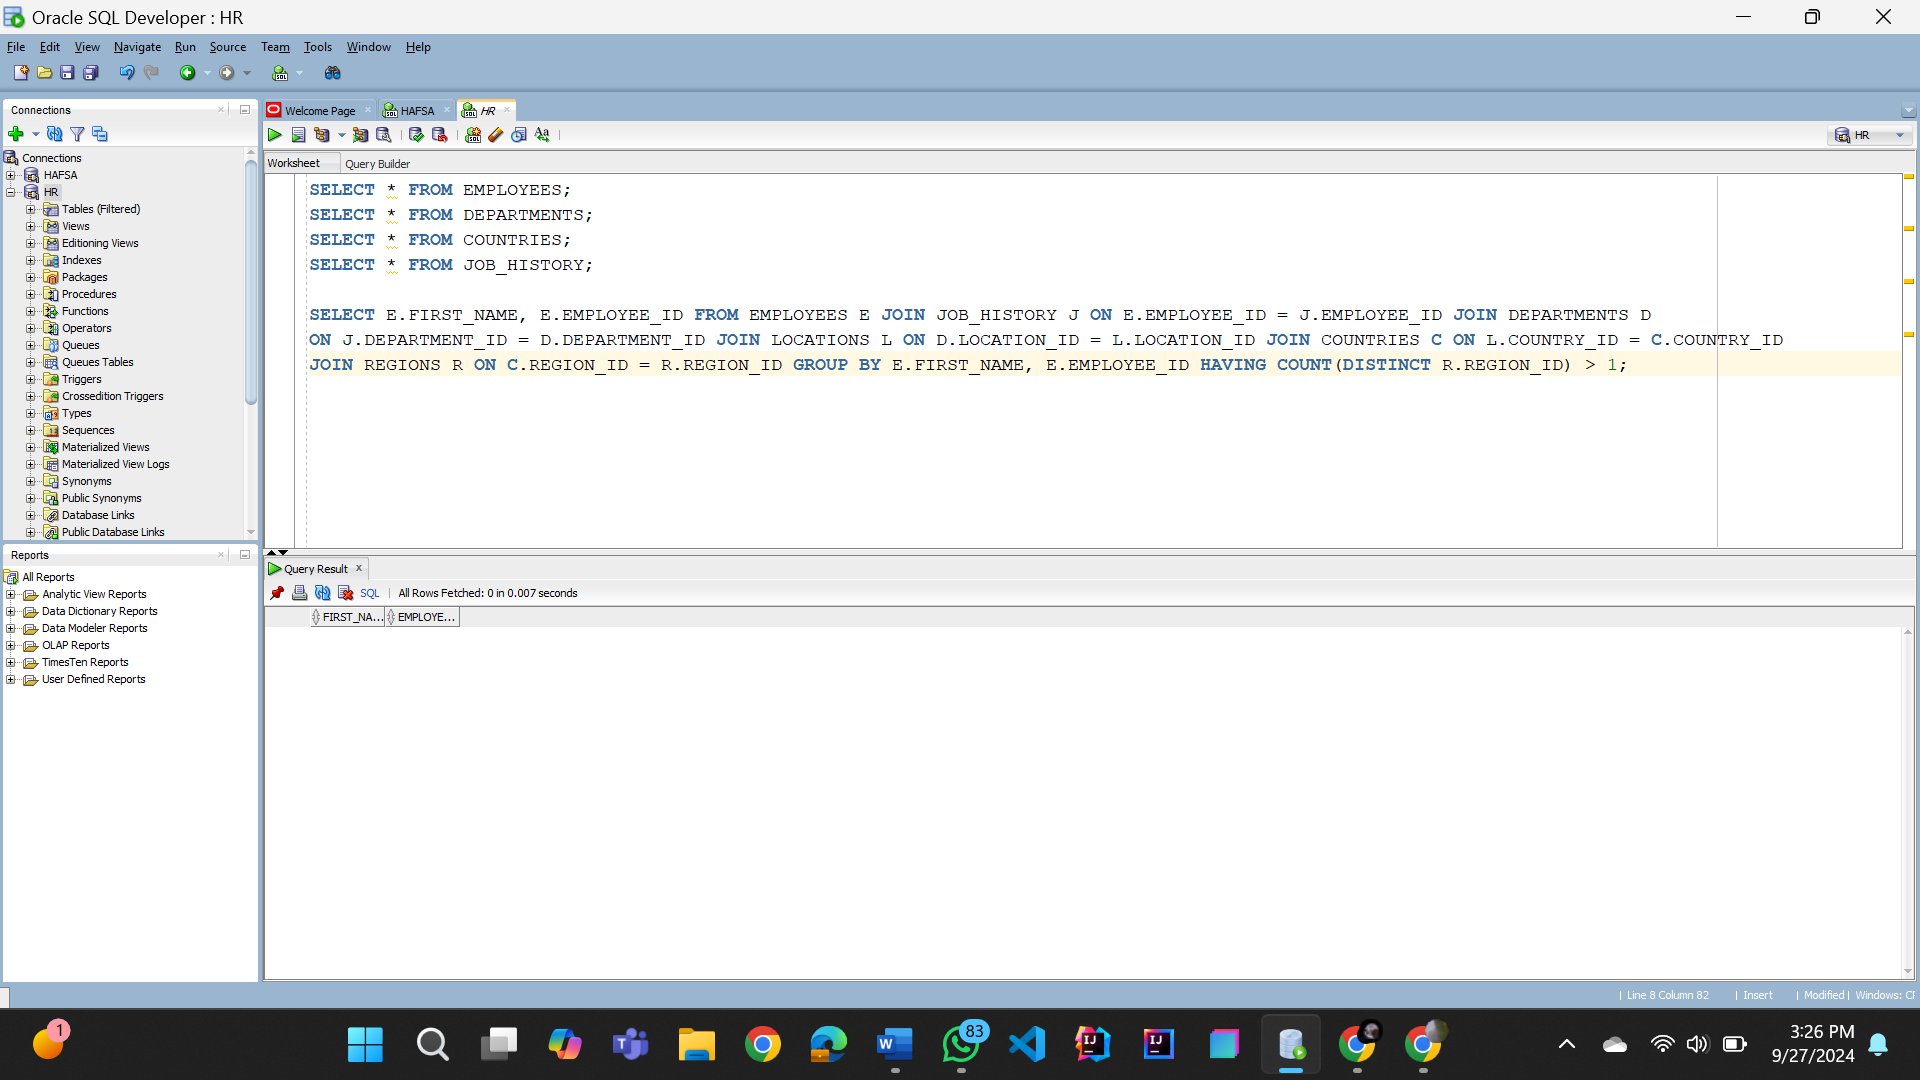 Oracle SQL Developer : HR
File Edit View Navigate Run Source Team Tools Window Help
Connections
Welcome Page HAFSA HR
HR
Worksheet Query Builder
Connections
HAFSA
HR
Tables (Filtered)
Views
Editioning Views
Indexes
Packages
Procedures
Functions
Operators
Queues
Queues Tables
Triggers
Crossedition Triggers
Types
Sequences
Materialized Views
Materialized View Logs
Synonyms
Public Synonyms
Database Links
Public Database Links
SELECT * FROM EMPLOYEES;
SELECT * FROM DEPARTMENTS;
SELECT * FROM COUNTRIES;
SELECT * FROM JOB_HISTORY;
SELECT E.FIRST_NAME, E.EMPLOYEE_ID FROM EMPLOYEES E JOIN JOB_HISTORY J ON E.EMPLOYEE_ID = J.EMPLOYEE_ID JOIN DEPARTMENTS D
ON J.DEPARTMENT_ID = D.DEPARTMENT_ID JOIN LOCATIONS L ON D.LOCATION_ID = L.LOCATION_ID JOIN COUNTRIES C ON L.COUNTRY_ID = C.COUNTRY_ID
JOIN REGIONS R ON C.REGION_ID = R.REGION_ID GROUP BY E.FIRST_NAME, E.EMPLOYEE_ID HAVING COUNT(DISTINCT R.REGION_ID) > 1;
Reports
All Reports
Analytic View Reports
Data Dictionary Reports
Data Modeler Reports
OLAP Reports
TimesTen Reports
User Defined Reports
Query Result
SQL | All Rows Fetched: 0 in 0.007 seconds
FIRST_NA... EMPLOYE...
| Line 8 Column 82 | Insert | Modified | Windows: CF
1
83
3:26 PM
9/27/2024